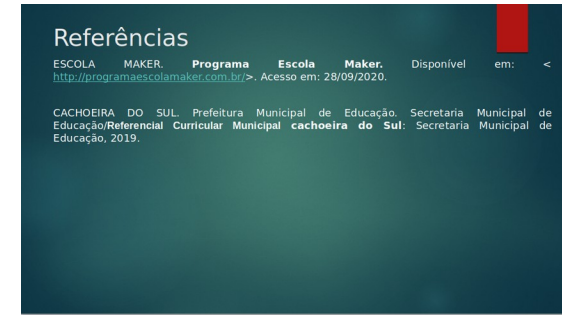 Referências
ESCOLA MAKER. Programa Escola Maker. Disponível em: <
http://programaescolamaker.com.br/>. Acesso em: 28/09/2020.
CACHOEIRA DO SUL. Prefeitura Municipal de Educação. Secretaria Municipal de
Educação/Referencial Curricular Municipal cachoeira do Sul: Secretaria Municipal de
Educação, 2019.